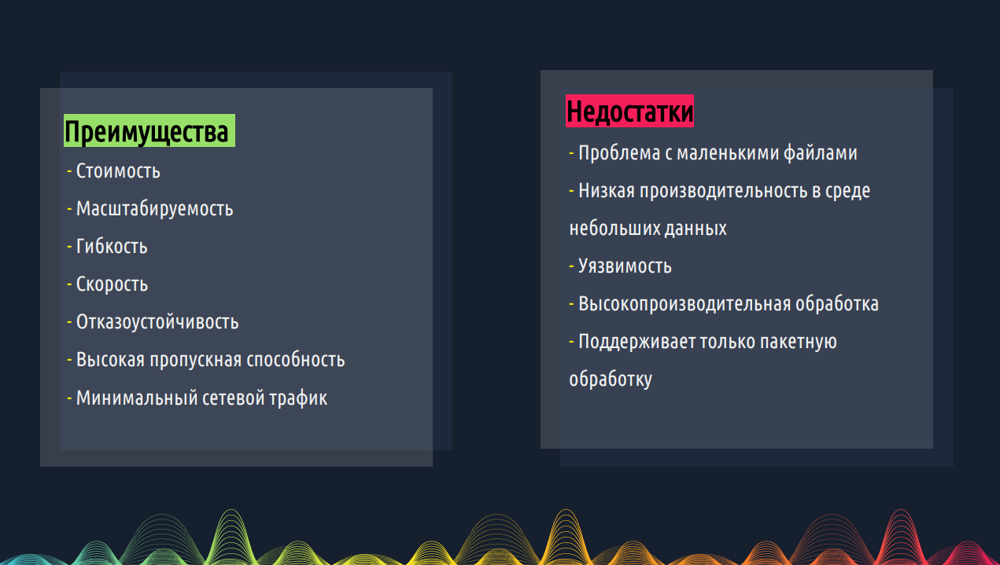 Преимущества
- Стоимость
- Масштабируемость
- Гибкость
- Скорость
- Отказоустойчивость
- Высокая пропускная способность
- Минимальный сетевой трафик
Недостатки
- Проблема с маленькими файлами
- Низкая производительность в среде
небольших данных
- Уязвимость
- Высокопроизводительная обработка
- Поддерживает только пакетную
обработку